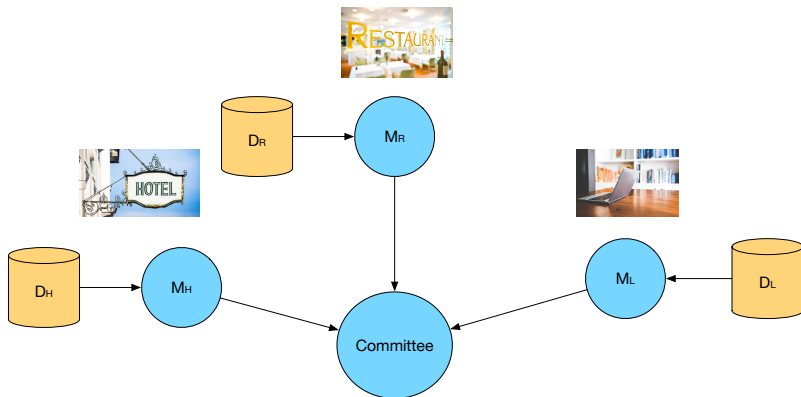 RESTAURANT
DR
MR
HOTEL
DH
MH
ML
DL
Committee